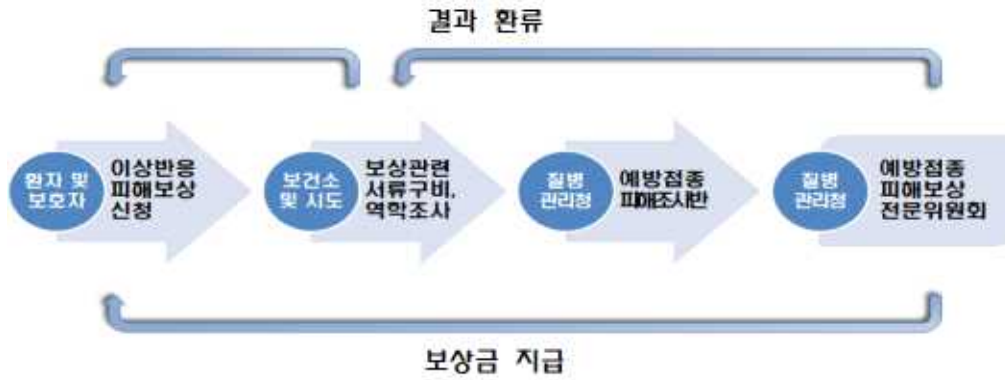 결과 환류
환자 및
보호자
이상반응
피해보상
신청
보건소
및 시도
보상관련
서류구비,
역학조사
질병
관리청
예방접종
피해조사반
질병
관리청
예방접종
피해보상
전문위원회
보상금 지급